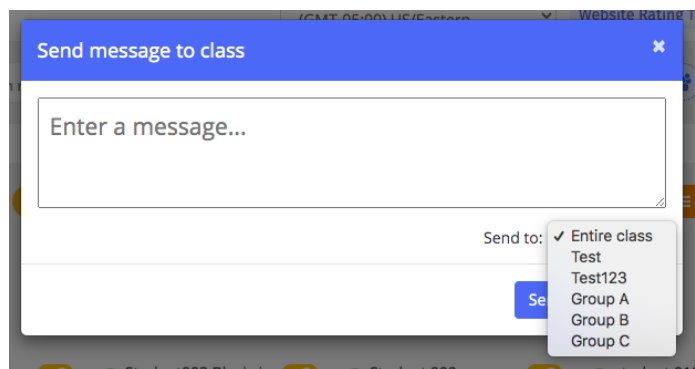 (GMT-05:00) US/Eastern
Website Rating T
Send message to class
Enter a message...
Send to:
✓ Entire class
Test
Test123
Group A
Group B
Group C
Se